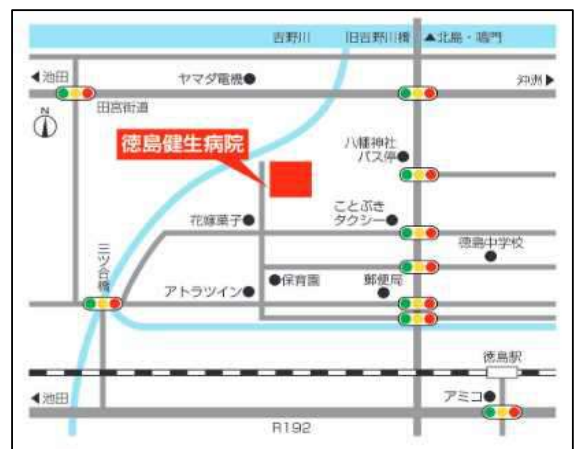 吉野川
旧吉野川橋
▲北島・鳴門
◀池田
ヤマダ電機●
沖洲▶
田宮街道
N
徳島健生病院
八幡神社
バス停●
花嫁菓子●
ことぶき
タクシー●
徳島中学校
三ツ合橋
アトラツイン●
●保育園
郵便局
徳島駅
◀池田
アミコ●
R192